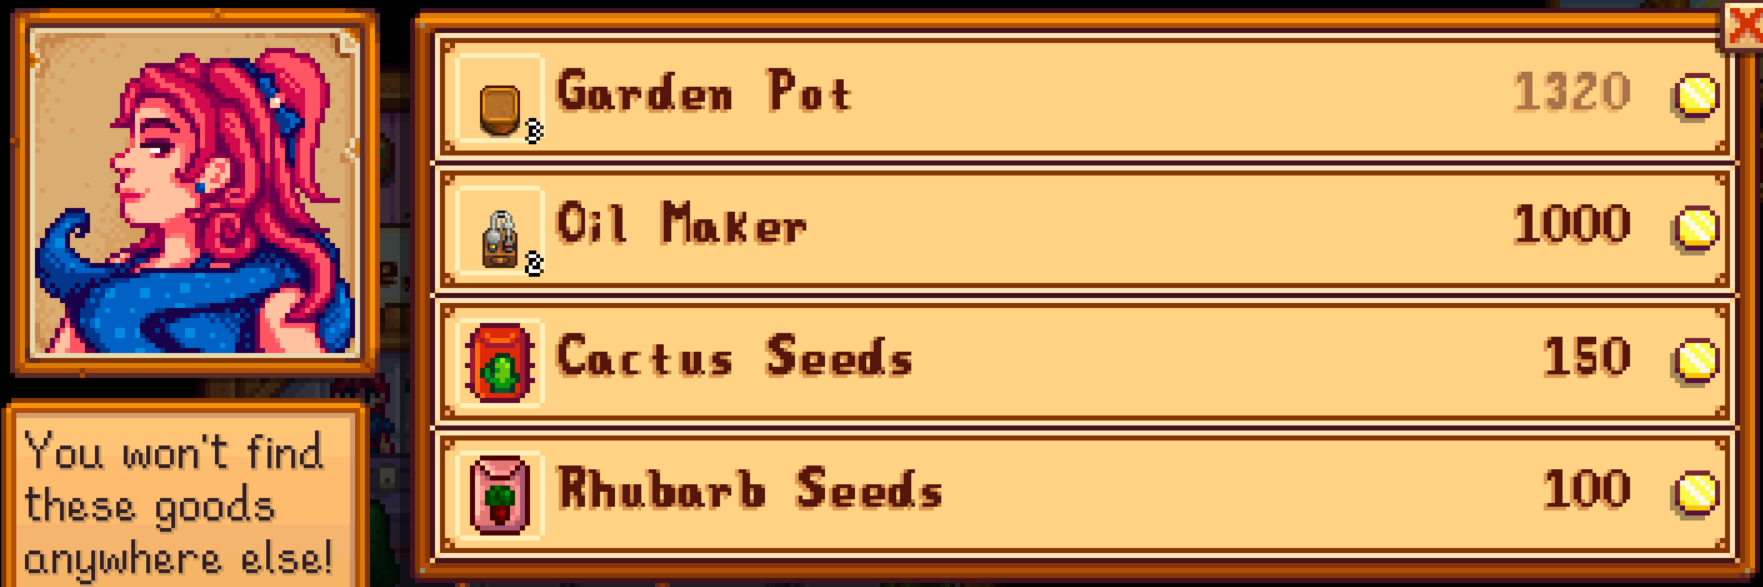 Garden Pot 1320
3
Oil Maker 1000
2
Cactus Seeds 150
Rhubarb Seeds 100
You won't find
these goods
anywhere else!